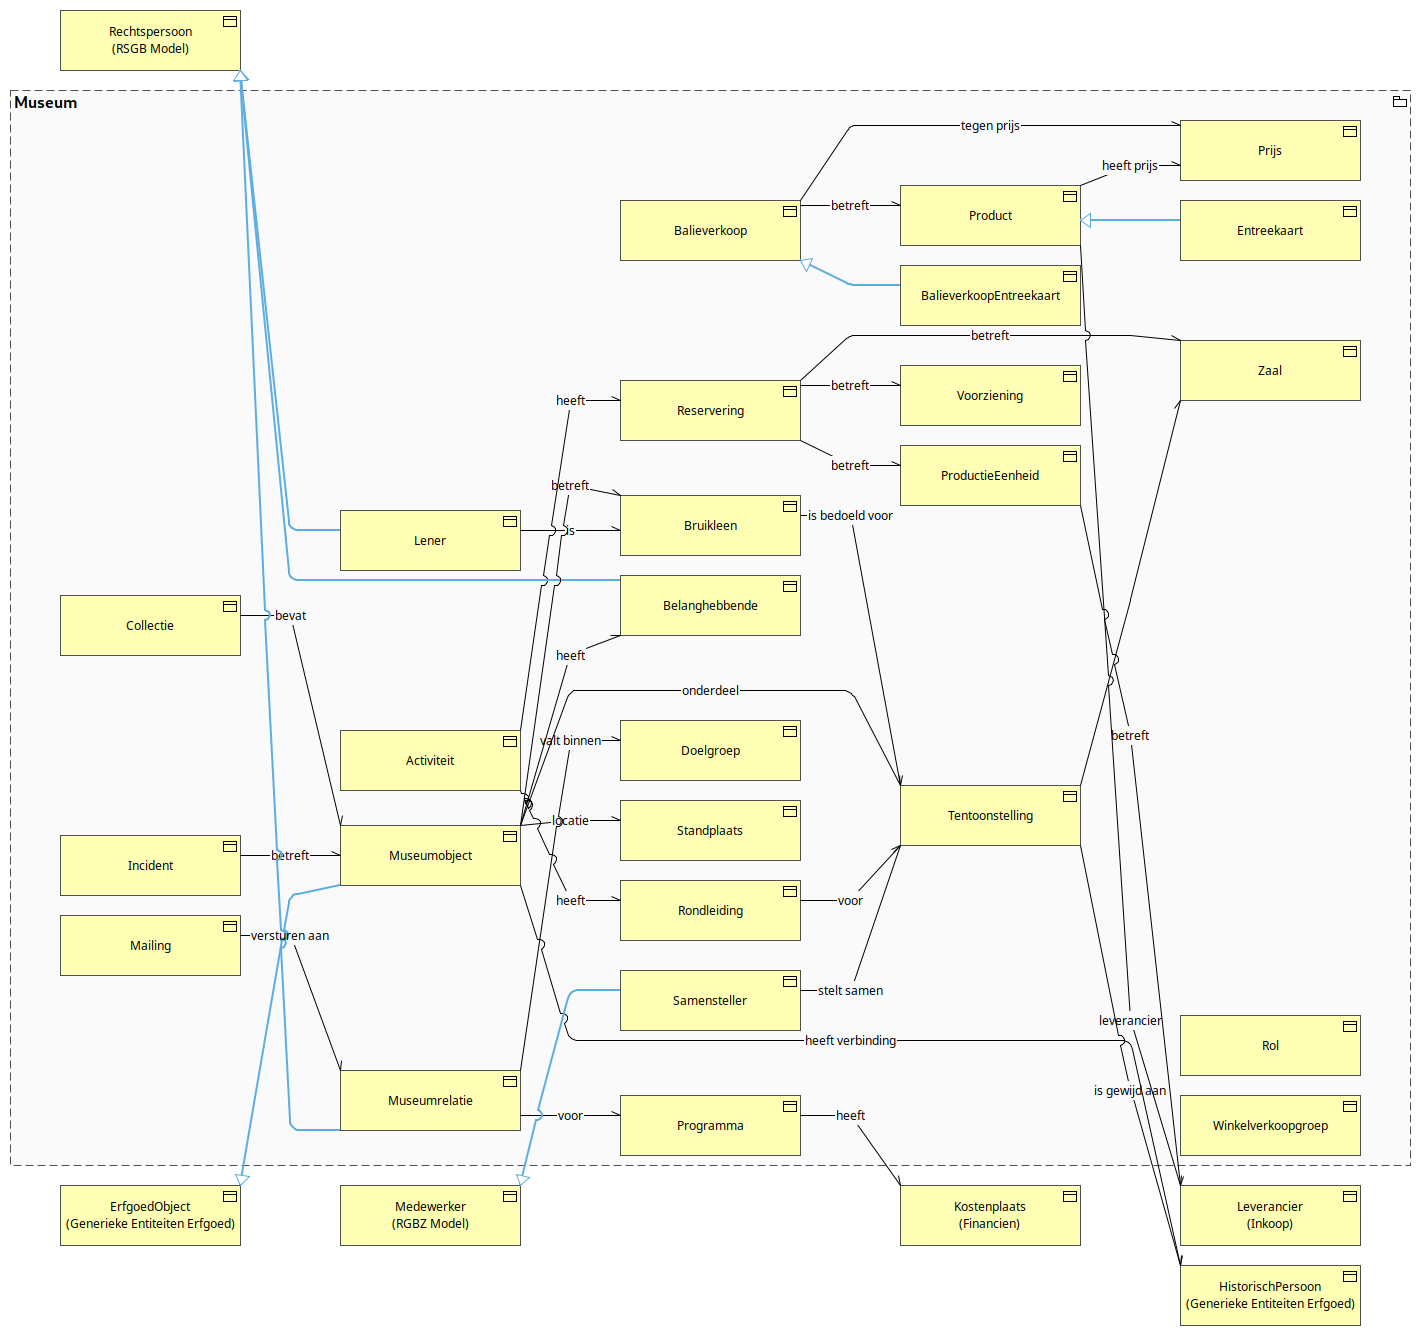 Rechtspersoon
(RSGB Model)
Museum
tegen prijs
Prijs
heeft prijs
Product
betreft
Balieverkoop
Entreekaart
BalieverkoopEntreekaart
betreft
Zaal
betreft
Voorziening
heeft
Reservering
betreft
ProductieEenheid
betreft
is bedoeld voor
Bruikleen
Lener
is
Belanghebbende
Collectie
bevat
heeft
onderdeel
valt binnen
Doelgroep
betreft
Activiteit
Tentoonstelling
locatie
Standplaats
Incident
betreft
Museumobject
heeft
Rondleiding
voor
Mailing
versturen aan
Samensteller
stelt samen
leverancier
heeft verbinding
Rol
is gewijd aan
Museumrelatie
voor
Programma
heeft
Winkelverkoopgroep
ErfgoedObject
(Generieke Entiteiten Erfgoed)
Medewerker
(RGBZ Model)
Kostenplaats
(Financien)
Leverancier
(Inkoop)
HistorischPersoon
(Generieke Entiteiten Erfgoed)